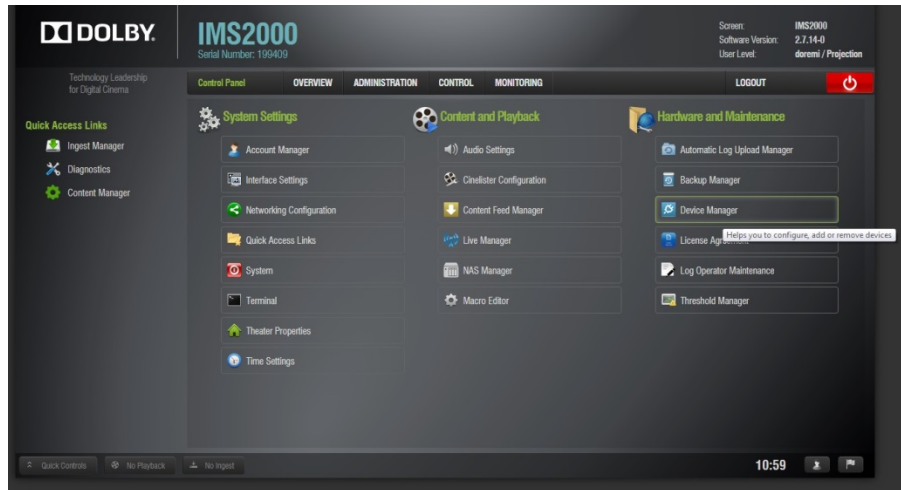 DOLBY.
Technology Leadership
for Digital Cinema
IMS2000
Serial Number: 199409
Screen: IMS2000
Software Version: 2.7.14-0
User Level: doremi / Projection
Control Panel OVERVIEW ADMINISTRATION CONTROL MONITORING LOGOUT
Quick Access Links
Ingest Manager
Diagnostics
Content Manager
System Settings
Account Manager
Interface Settings
Networking Configuration
Quick Access Links
System
Terminal
Theater Properties
Time Settings
Content and Playback
Audio Settings
Cinelister Configuration
Content Feed Manager
Live Manager
NAS Manager
Macro Editor
Hardware and Maintenance
Automatic Log Upload Manager
Backup Manager
Device Manager
Helps you to configure, add or remove devices
License Agreement
Log Operator Maintenance
Threshold Manager
Quick Controls No Playback No Ingest 10:59